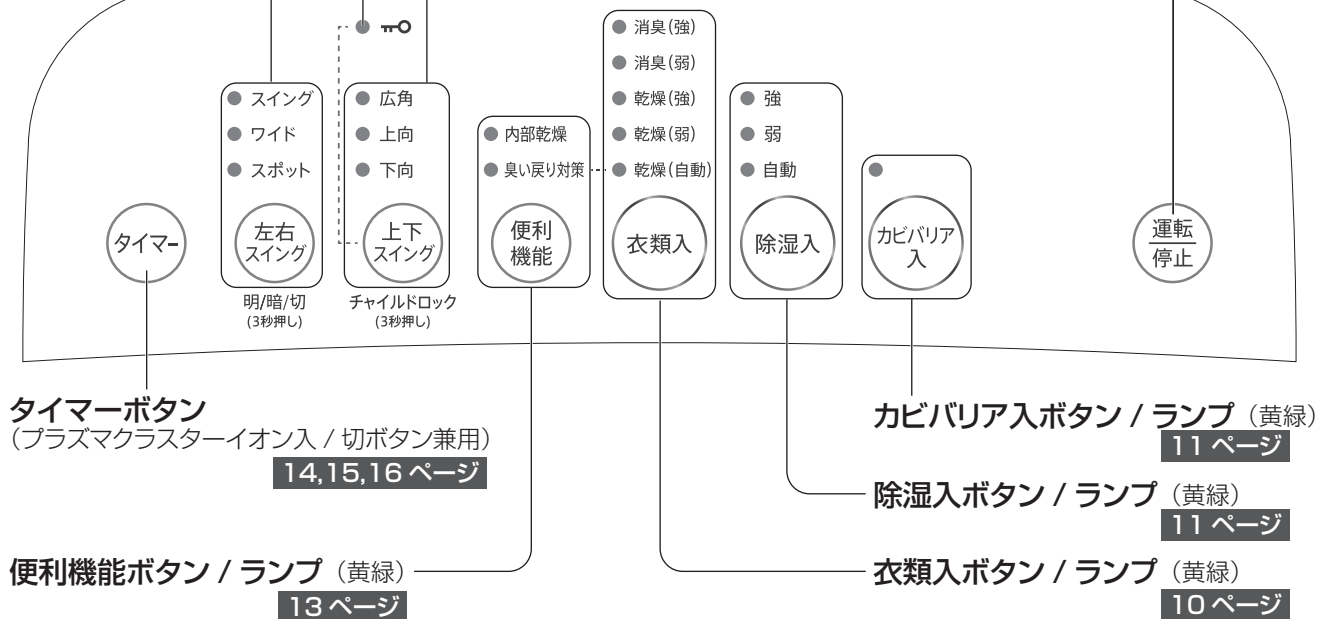 消臭(強)
消臭(弱)
乾燥(強)
乾燥(弱)
乾燥(自動)
スイング
ワイド
スポット
広角
上向
下向
内部乾燥
臭い戻り対策
強
弱
自動
タイマー
左右
スイング
上下
スイング
便利
機能
衣類入
除湿入
カビバリア
入
運転
停止
明/暗/切
(3秒押し)
チャイルドロック
(3秒押し)
タイマーボタン
(プラズマクラスターイオン入 / 切ボタン兼用)
14,15,16 ページ
便利機能ボタン / ランプ(黄緑)
13 ページ
カビバリア入ボタン / ランプ(黄緑)
11 ページ
除湿入ボタン / ランプ(黄緑)
11 ページ
衣類入ボタン / ランプ(黄緑)
10 ページ